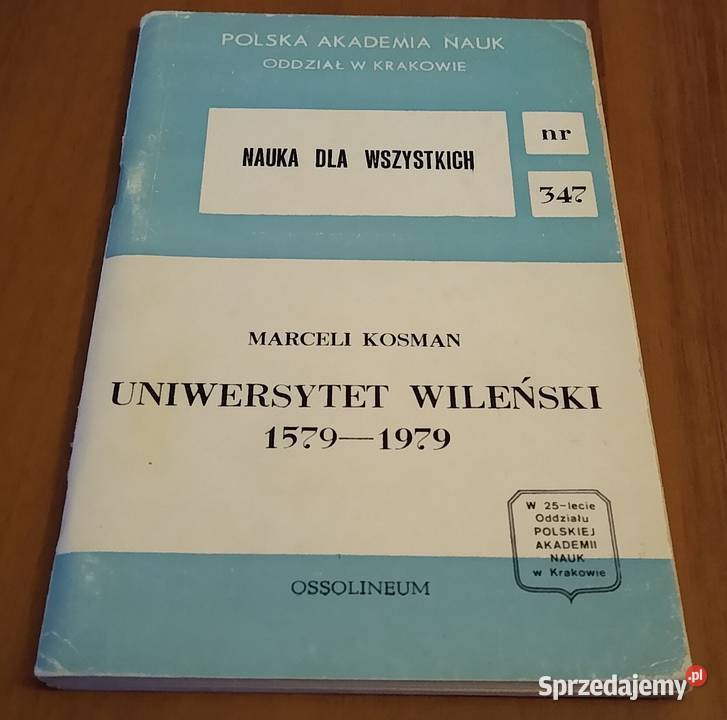 POLSKA AKADEMIA NAUK
ODDZIAŁ W KRAKOWIE
NAUKA DLA WSZYSTKICH
nr
347
MARCELI KOSMAN
UNIWERSYTET WILEŃSKI
1579—1979
W 25-lecie
Oddziału
POLSKIEJ
AKADEMII
NAUK
w Krakowie
OSSOLINEUM
Sprzedajemy.pl